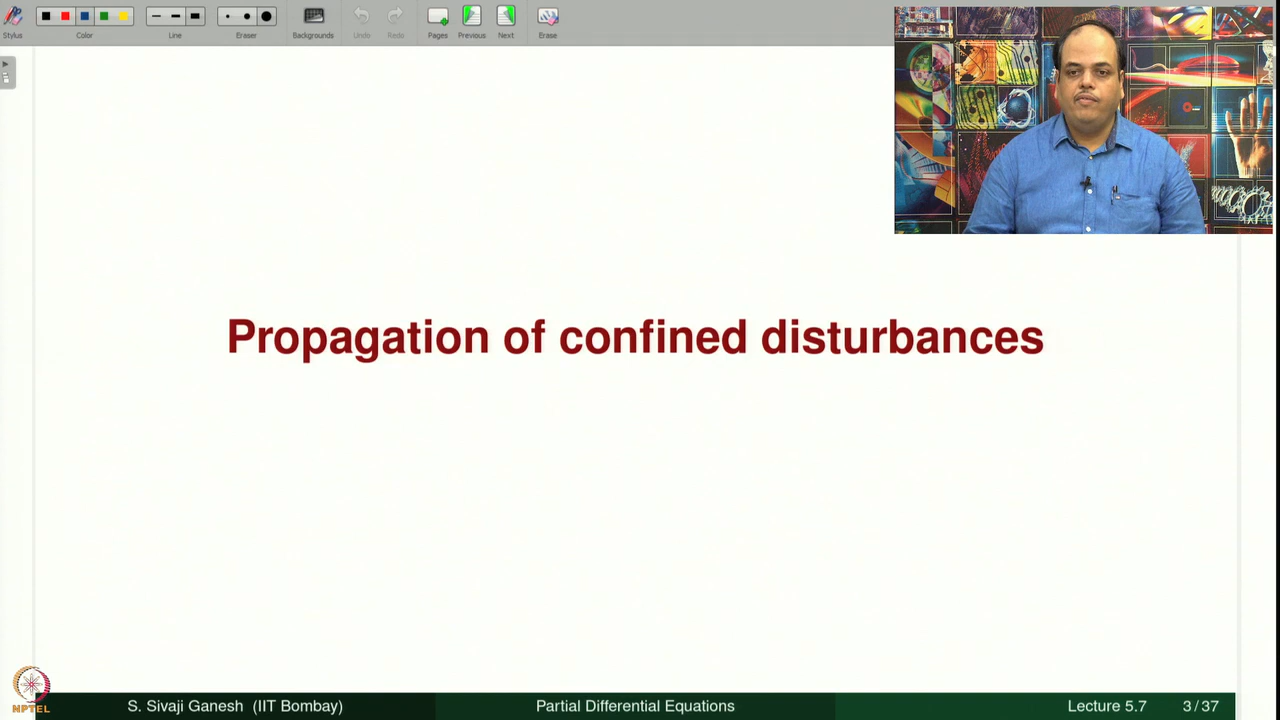 Stylus
Color
Line
Eraser
Backgrounds
Undo
Redo
Pages
Previous
Next
Erase
Propagation of confined disturbances
NPTEL
S. Sivaji Ganesh (IIT Bombay)
Partial Differential Equations
Lecture 5.7
3/37